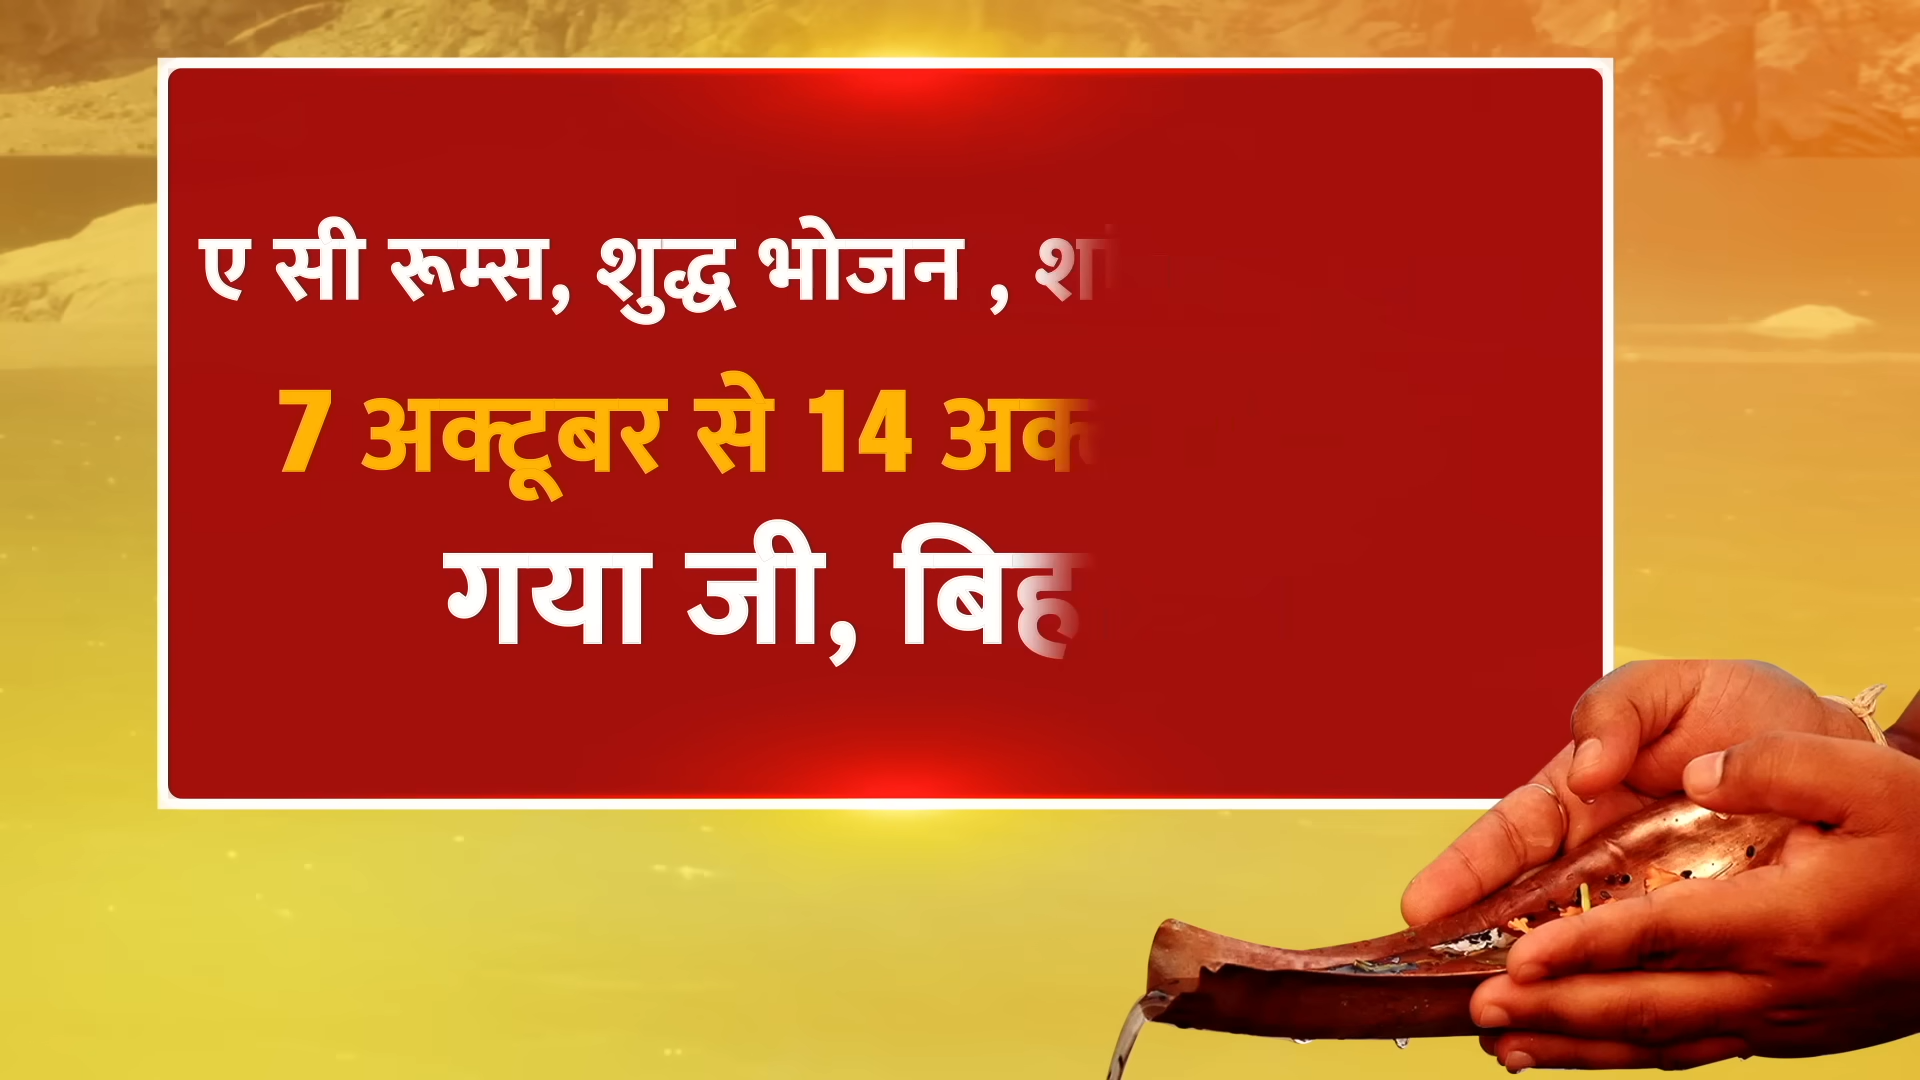 ए सी रूम्स, शुद्ध भोजन ,
7 अक्टूबर से 14
गया जी,